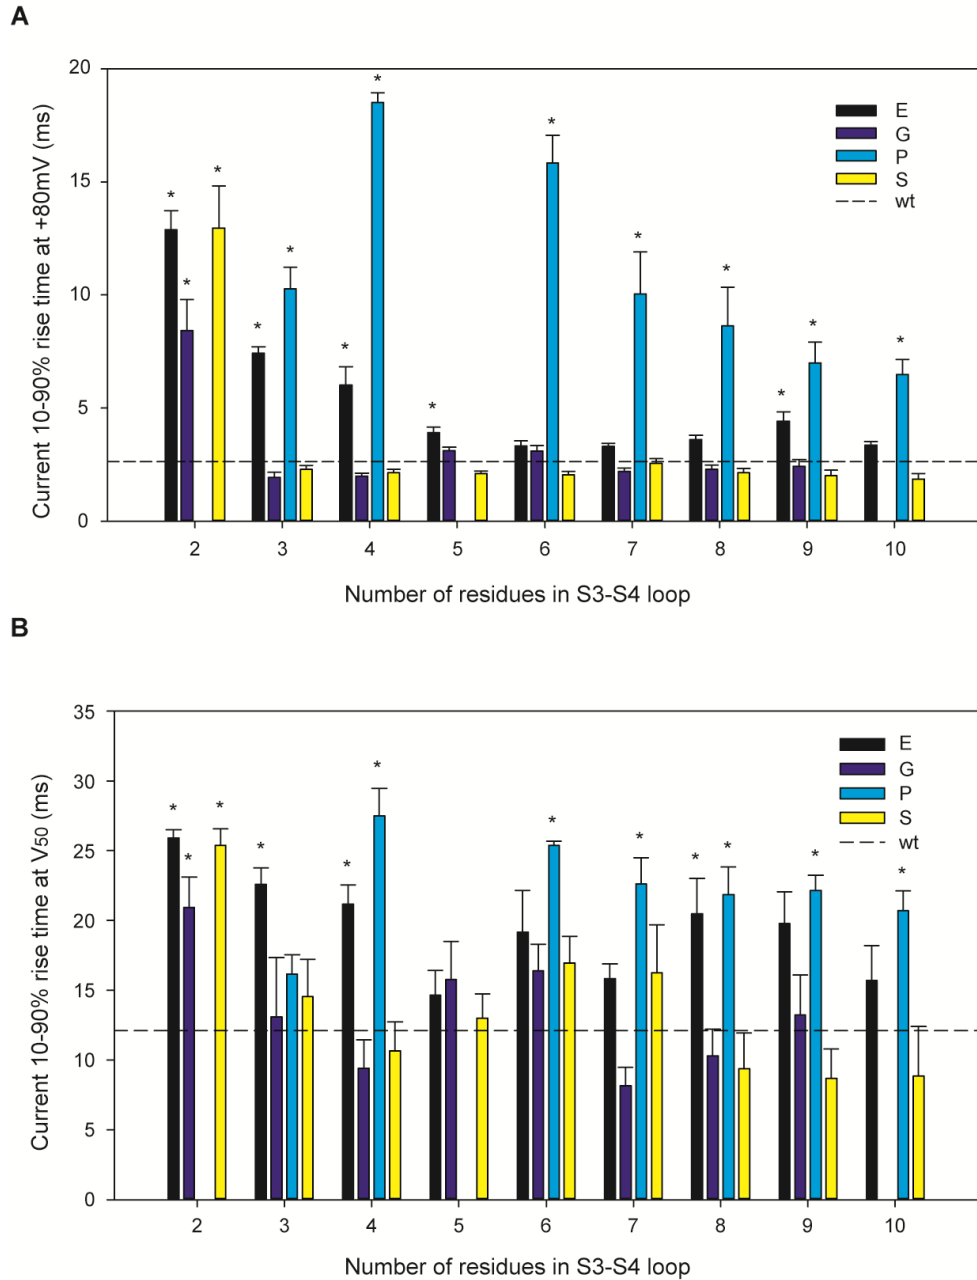 A
Current 10-90% rise time at +80mV (ms)
20
15
10
5
0
* * * * * * * * * * * * * * *
E
G
P
S
wt
2 3 4 5 6 7 8 9 10
Number of residues in S3-S4 loop
B
Current 10-90% rise time at V50 (ms)
35
30
25
20
15
10
5
0
* * * * * * * * * * * *
E
G
P
S
wt
2 3 4 5 6 7 8 9 10
Number of residues in S3-S4 loop